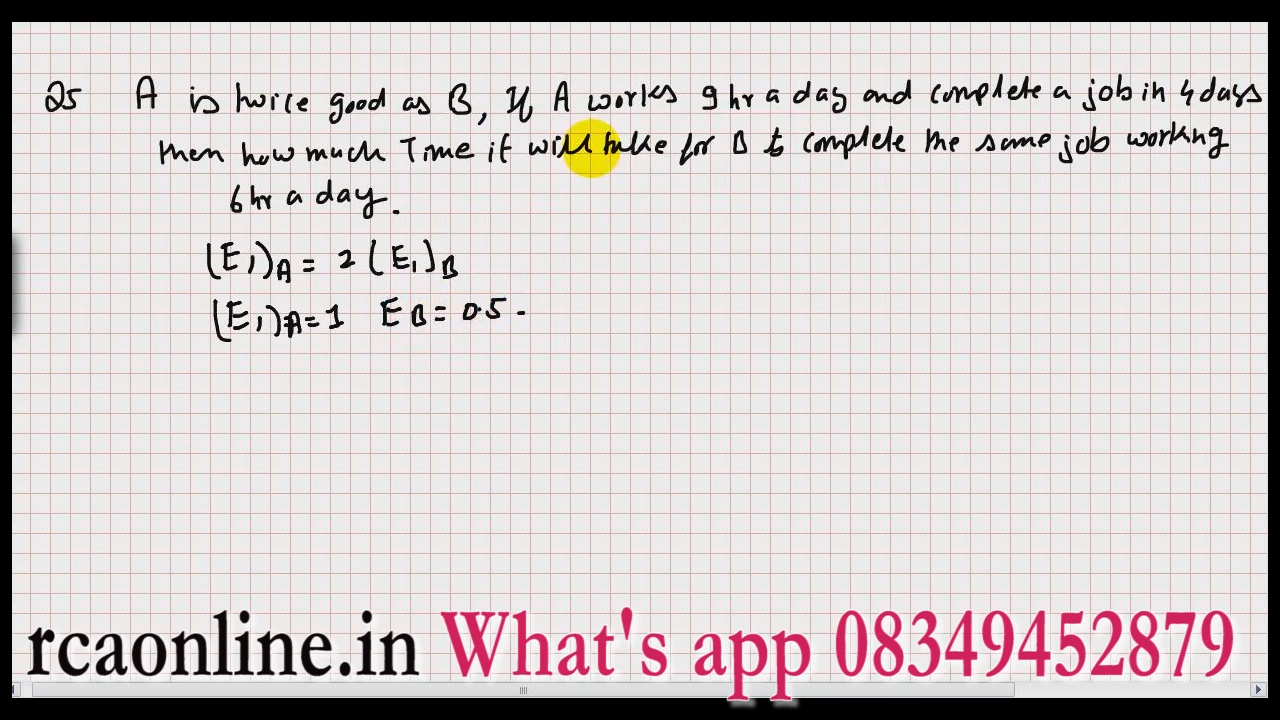 25 A is twice good as B, If A works 9 hr a day and complete a job in 4 days
then how much Time it will take for B to complete the same job working
6 hr a day.
(E1)A = 2 (E1)B
(E1)A = 1 EB = 0.5 -
rcaonline.in What's app 08349452879